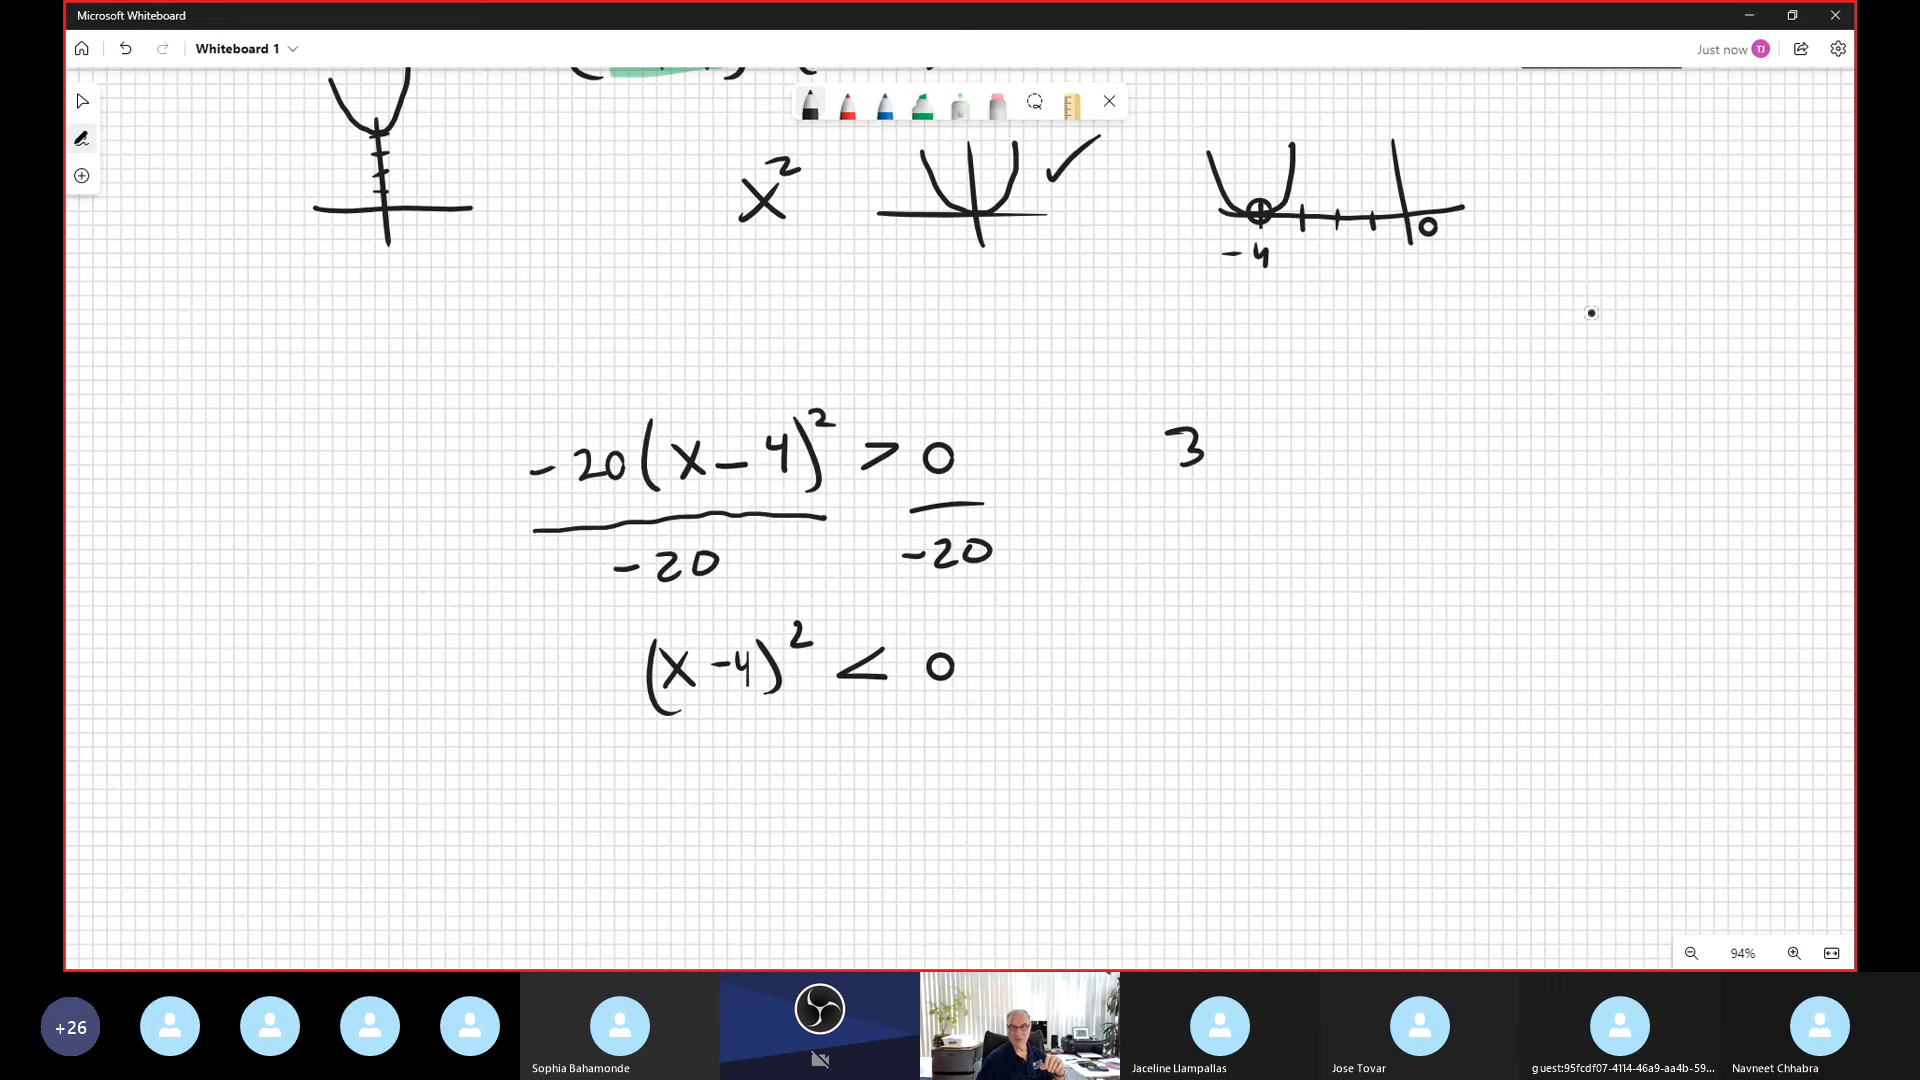 Microsoft Whiteboard
Whiteboard 1
Just now TJ
x²
-4
0
-20(x-4)² > 0
3
-20
-20
(x-4)² < 0
94%
+26
Sophia Bahamonde
Jaceline Llampallas
Jose Tovar
guest:95fcdf07-4114-46a9-aa4b-59...
Navneet Chhabra